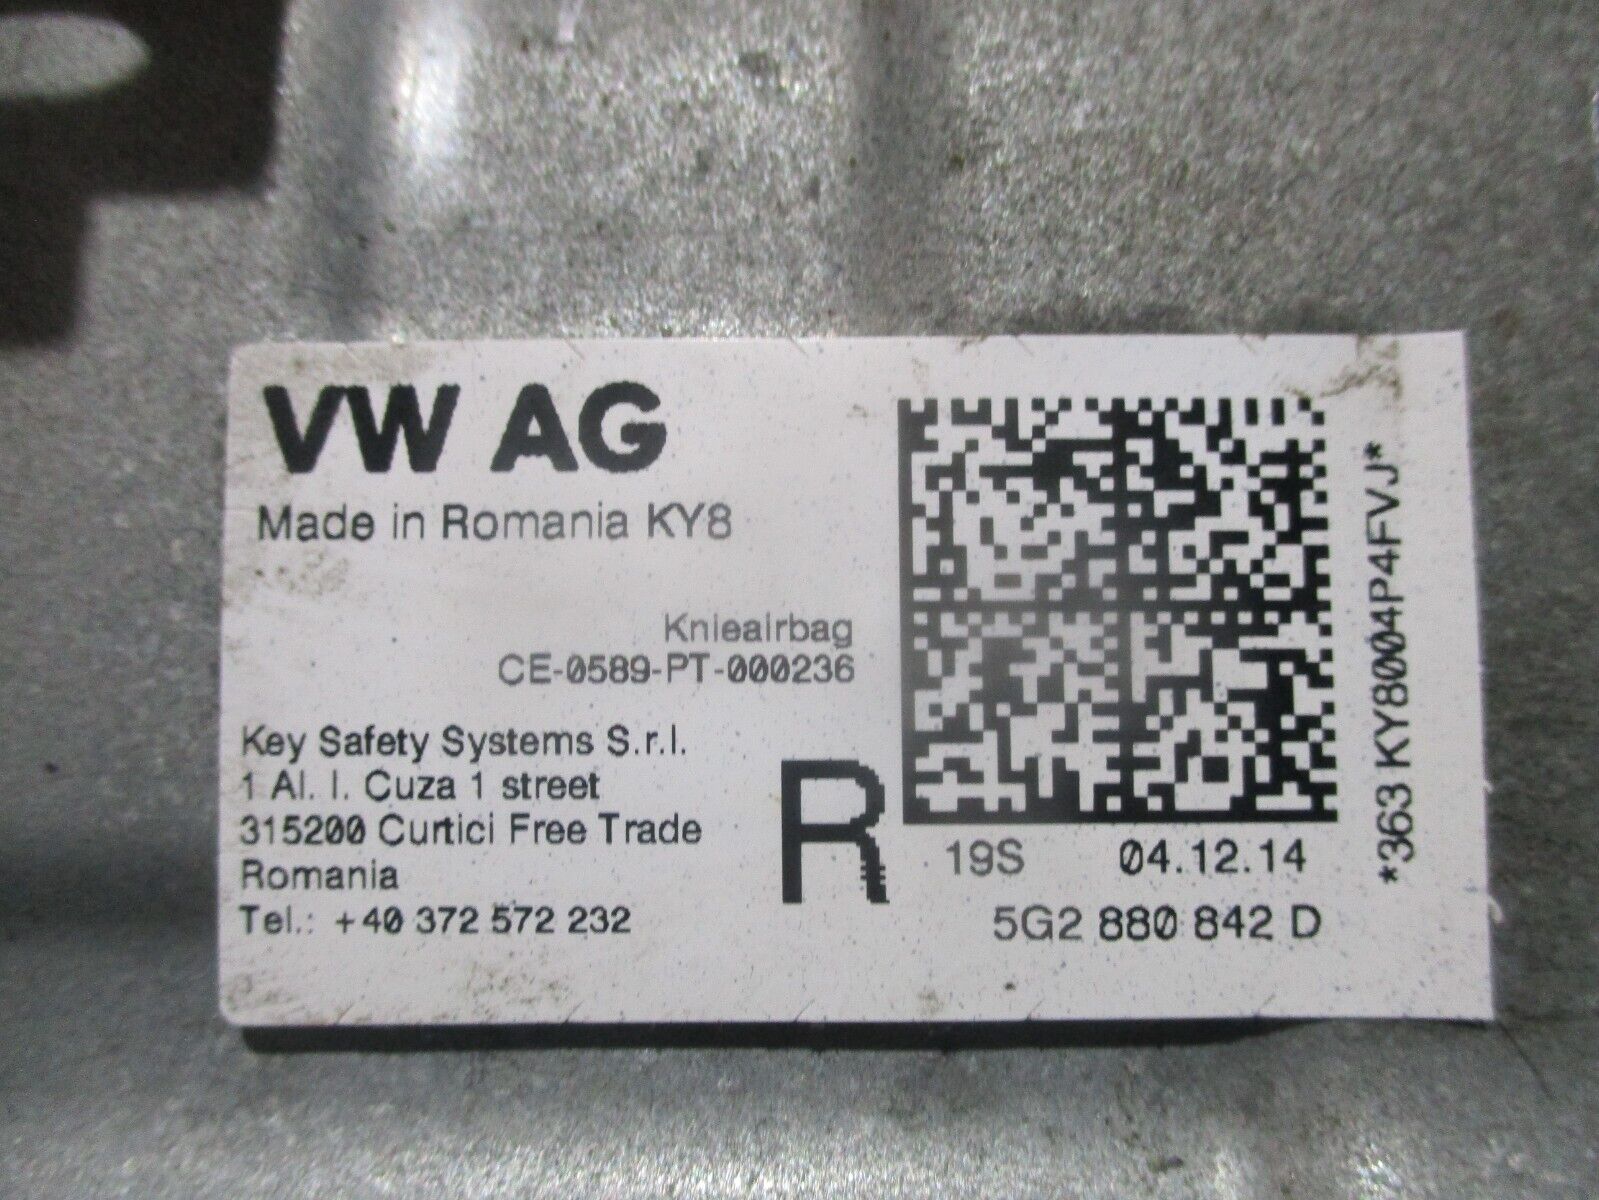 VW AG
Made in Romania KY8
Knieairbag
CE-0589-PT-000236
Key Safety Systems S.r.l.
1 Al. I. Cuza 1 street
315200 Curtici Free Trade
Romania
Tel.: +40 372 572 232
R
19S 04.12.14
5G2 880 842 D
*363 KY8004P4FVJ*